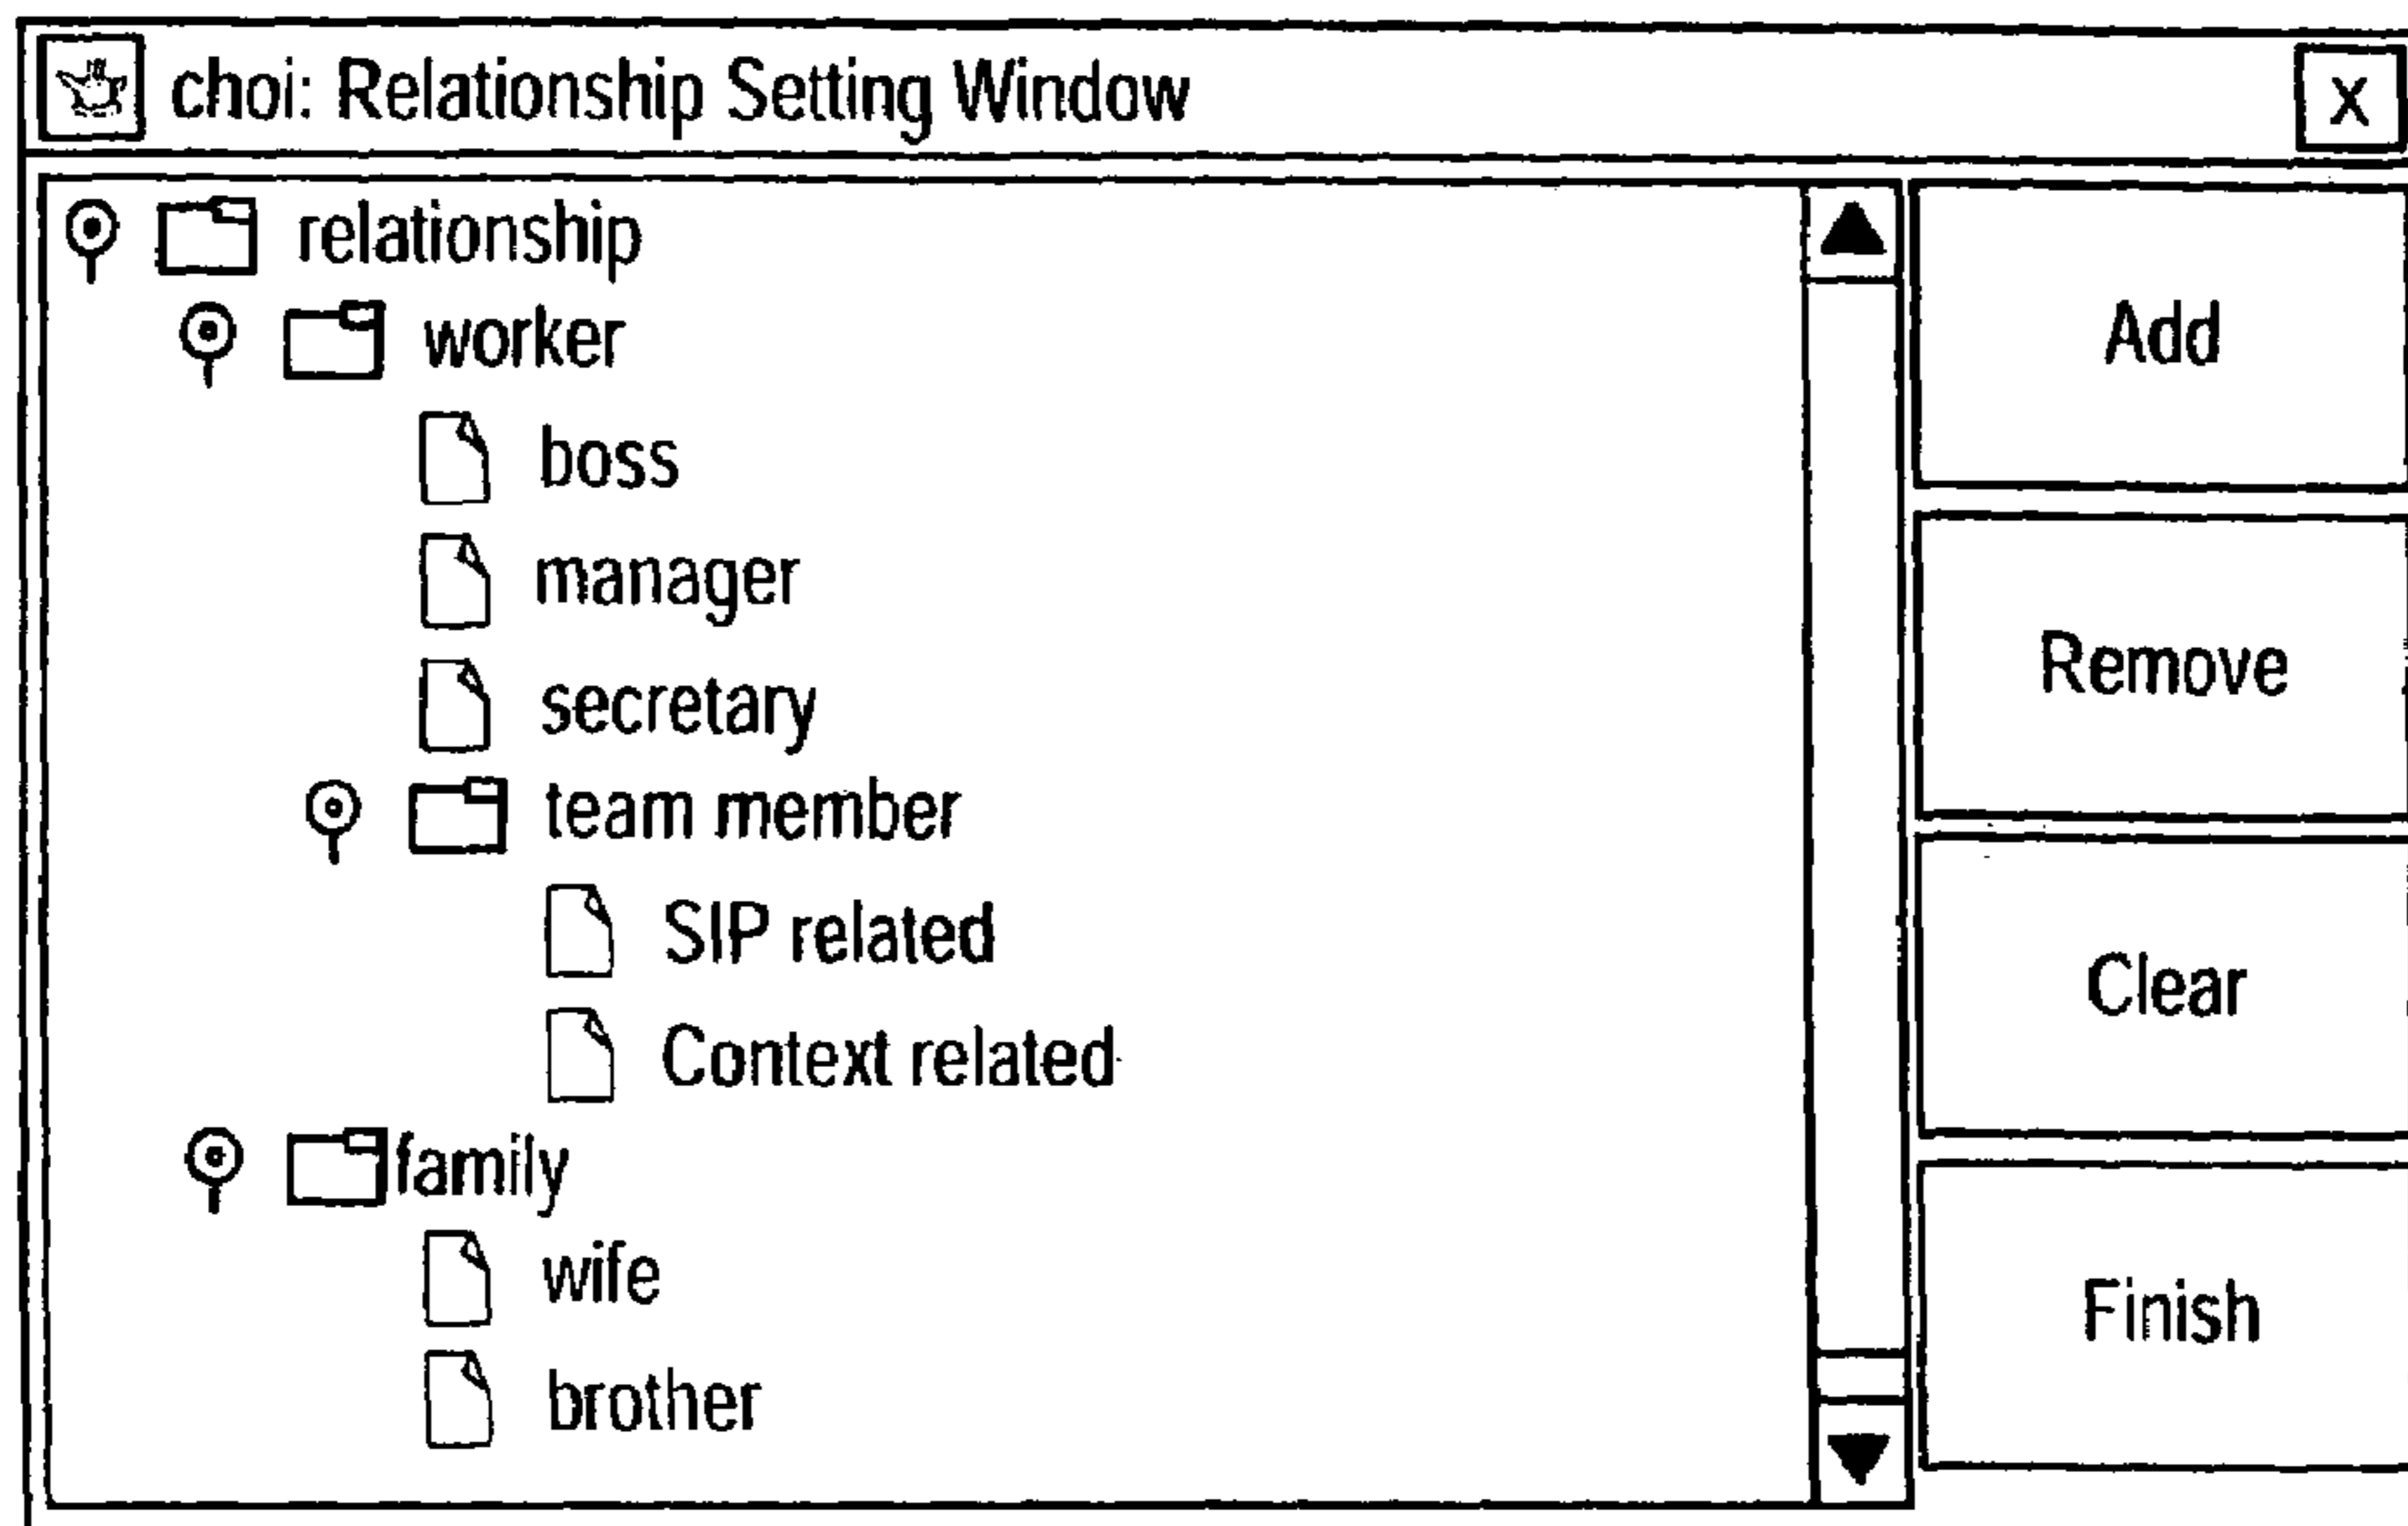 choi: Relationship Setting Window
X
relationship
worker
boss
manager
secretary
team member
SIP related
Context related
family
wife
brother
Add
Remove
Clear
Finish